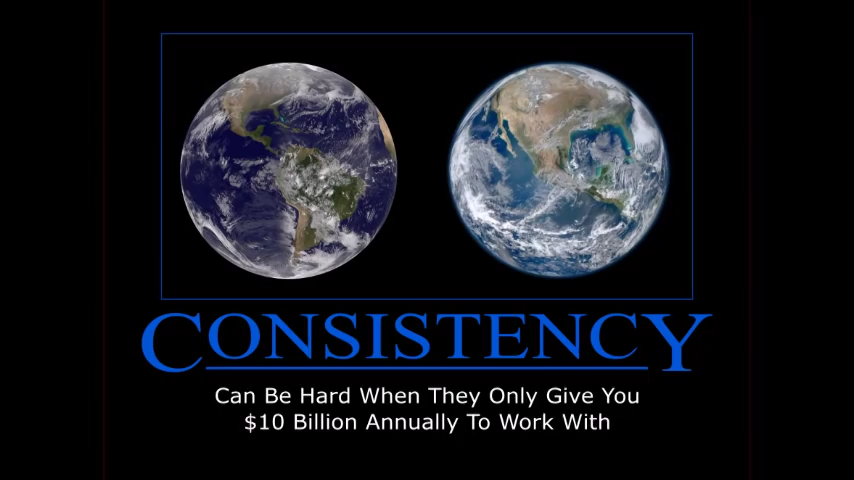 CONSISTENCY
Can Be Hard When They Only Give You
$10 Billion Annually To Work With